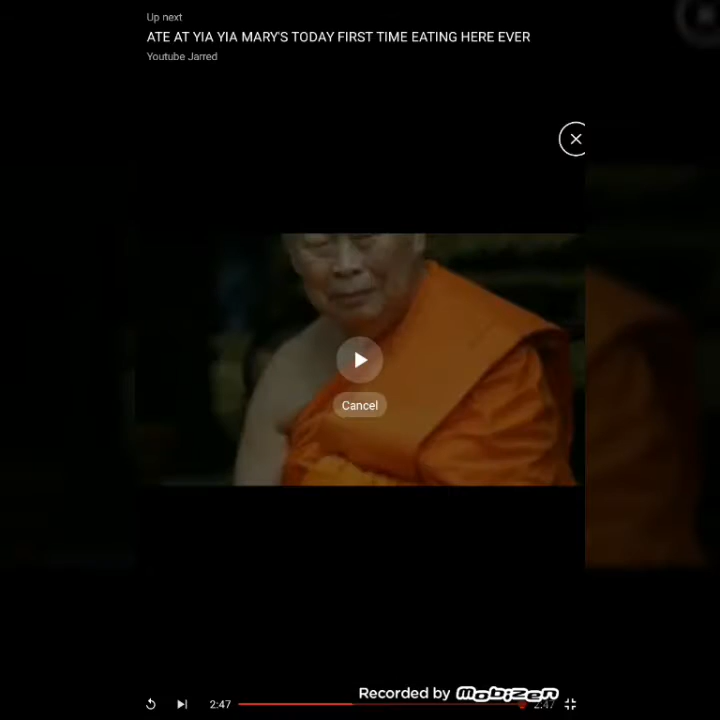 Up next
ATE AT YIA YIA MARY'S TODAY FIRST TIME EATING HERE EVER
Youtube Jarred
Cancel
Recorded by Mobizen
2:47 2:47